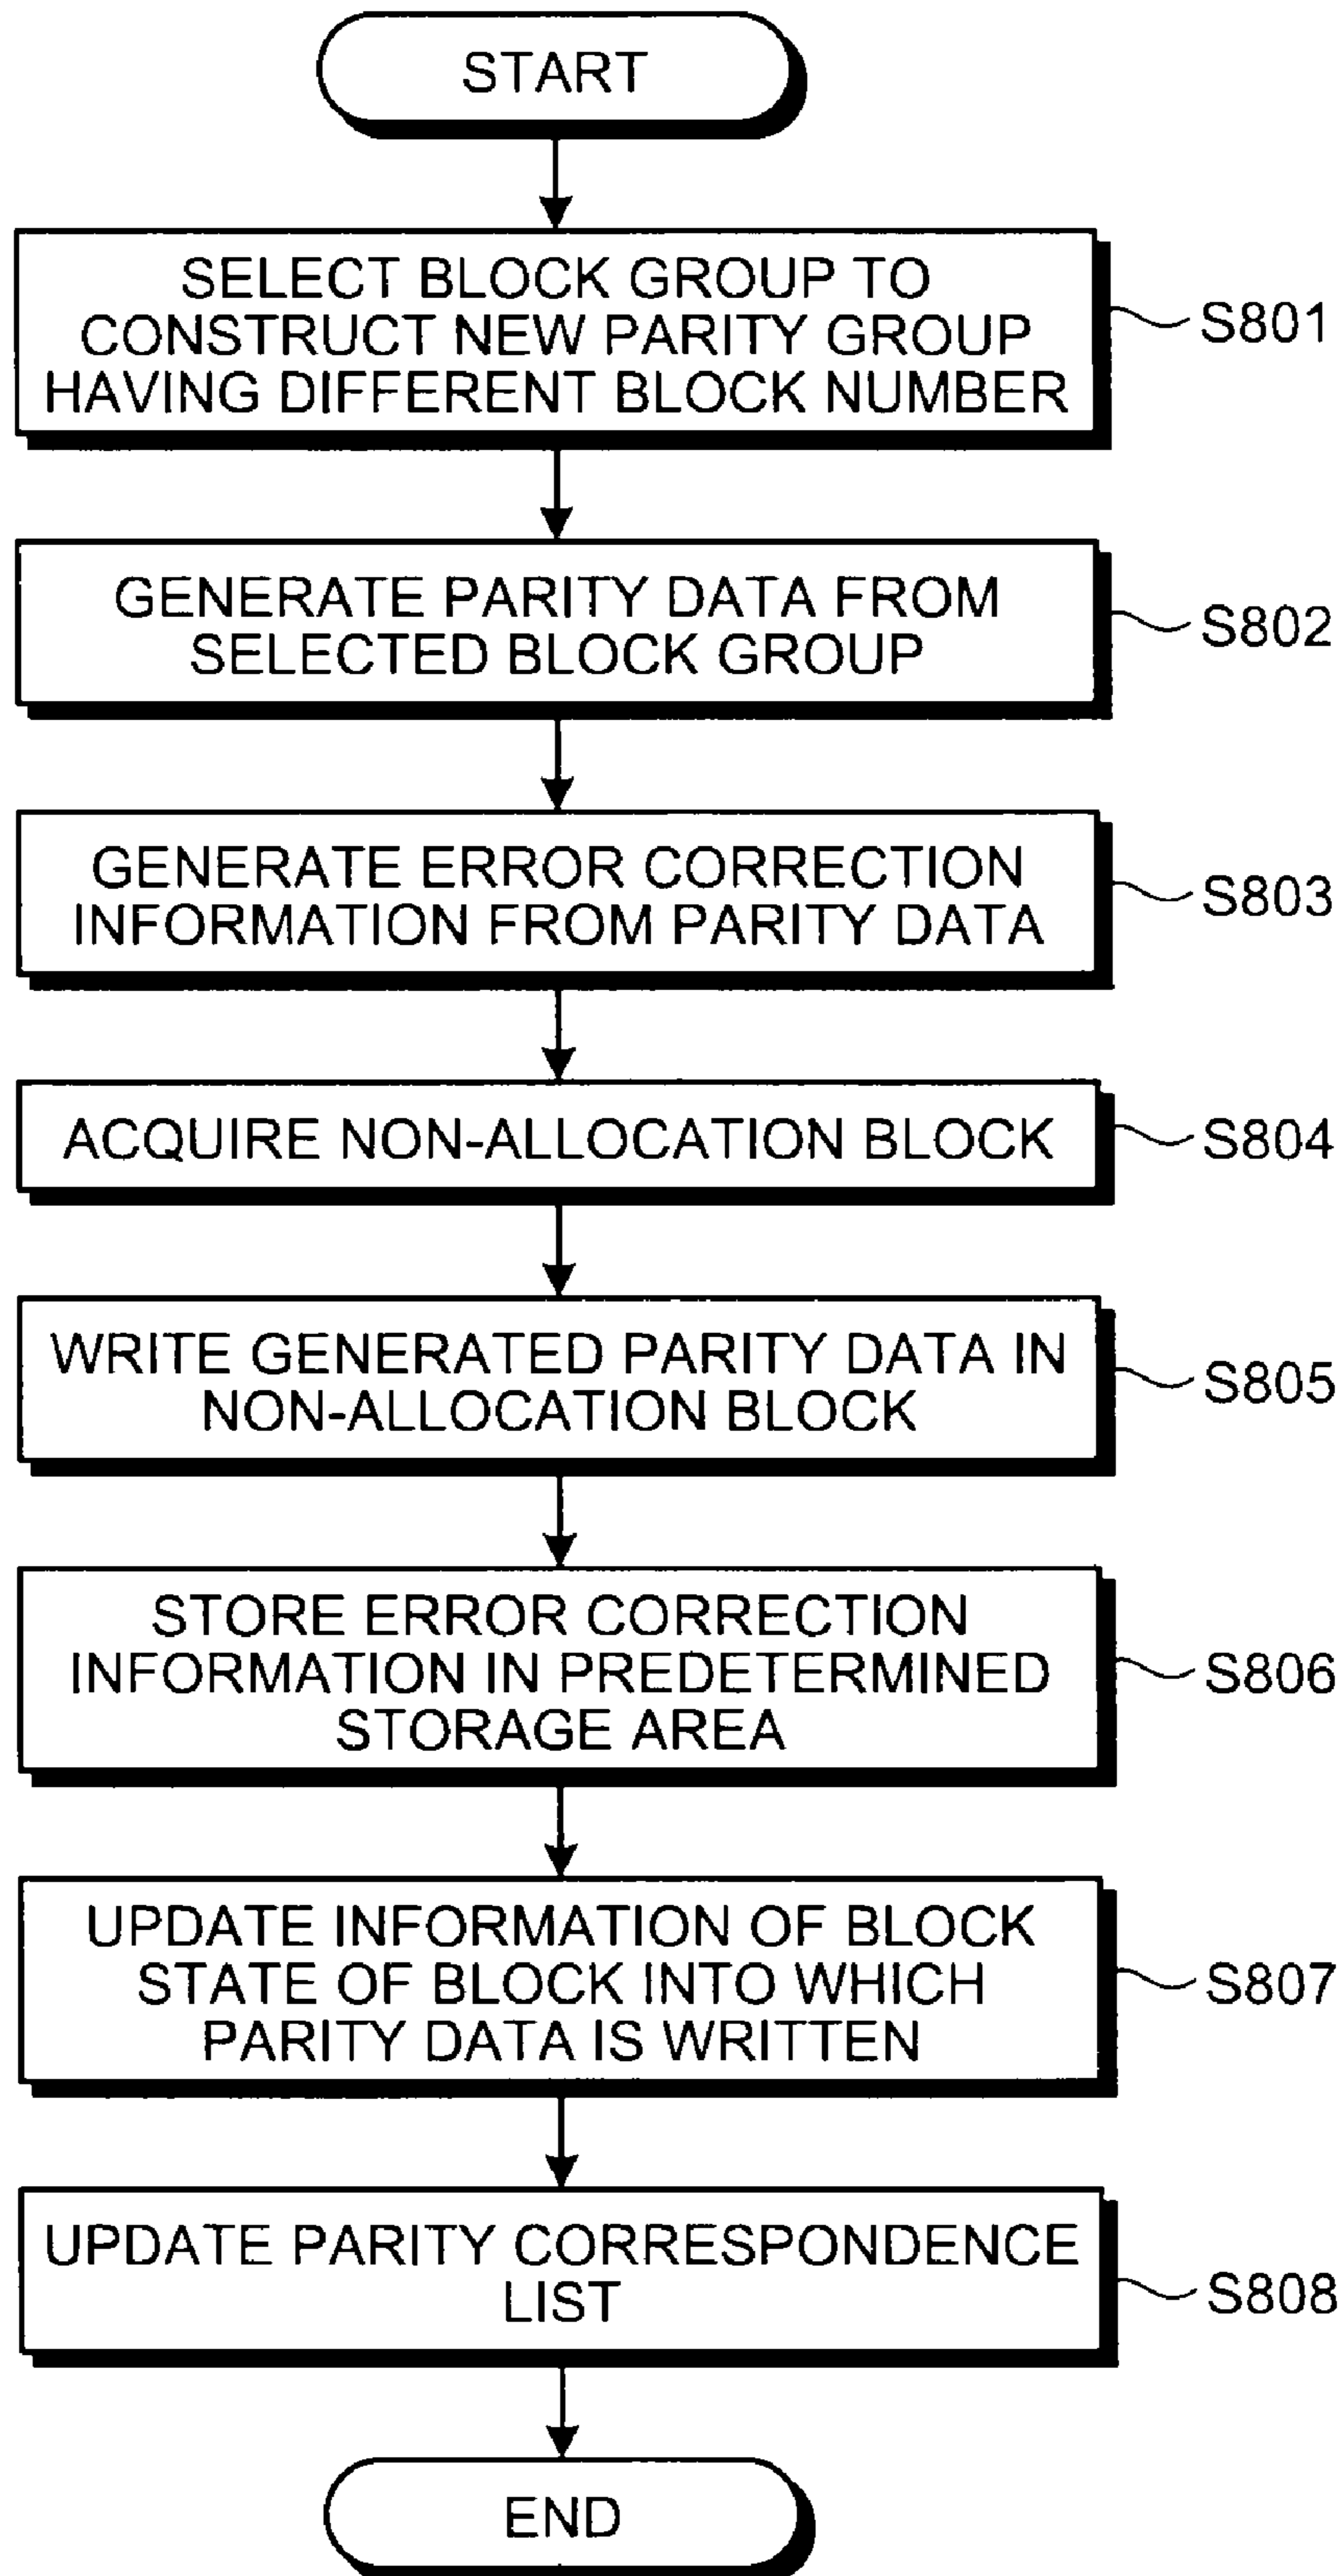 START
SELECT BLOCK GROUP TO
CONSTRUCT NEW PARITY GROUP
HAVING DIFFERENT BLOCK NUMBER
S801
GENERATE PARITY DATA FROM
SELECTED BLOCK GROUP
S802
GENERATE ERROR CORRECTION
INFORMATION FROM PARITY DATA
S803
ACQUIRE NON-ALLOCATION BLOCK
S804
WRITE GENERATED PARITY DATA IN
NON-ALLOCATION BLOCK
S805
STORE ERROR CORRECTION
INFORMATION IN PREDETERMINED
STORAGE AREA
S806
UPDATE INFORMATION OF BLOCK
STATE OF BLOCK INTO WHICH
PARITY DATA IS WRITTEN
S807
UPDATE PARITY CORRESPONDENCE
LIST
S808
END